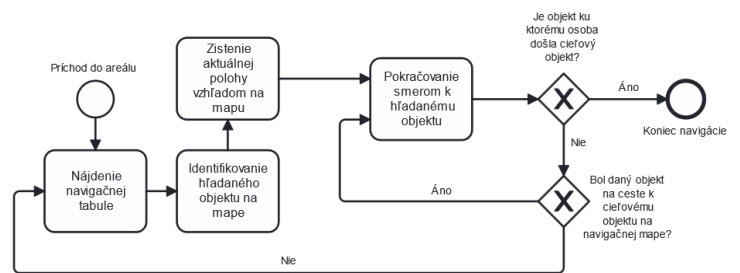 Príchod do areálu
Nájdenie
navigačnej
tabule
Identifikovanie
hľadaného
objektu na
mape
Zistenie
aktuálnej
polohy
vzhľadom na
mapu
Pokračovanie
smerom k
hľadanému
objektu
Je objekt ku
ktorému osoba
došla cieľový
objekt?
Áno
Koniec navigácie
Nie
Bol daný objekt
na ceste k
cieľovému
objektu na
navigačnej mape?
Áno
Nie